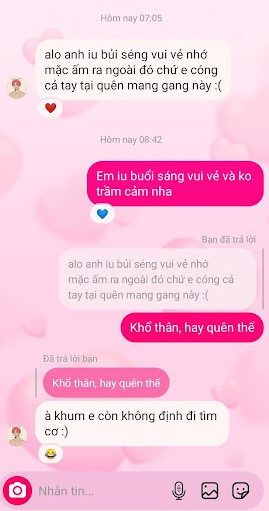 Hôm nay 07:05
alo anh iu bủi séng vui vẻ nhớ
mặc ấm ra ngoài đó chứ e cóng
cả tay tại quên mang gang này :(
Hôm nay 08:42
Em iu buổi sáng vui vẻ và ko
trầm cảm nha
Bạn đã trả lời
alo anh iu bủi séng vui vẻ nhớ
mặc ấm ra ngoài đó chứ e cóng cả
tay tại quên mang gang này :(
Khổ thân, hay quên thế
Đã trả lời bạn
Khổ thân, hay quên thế
à khum e còn không định đi tìm
cơ :)
Nhắn tin...